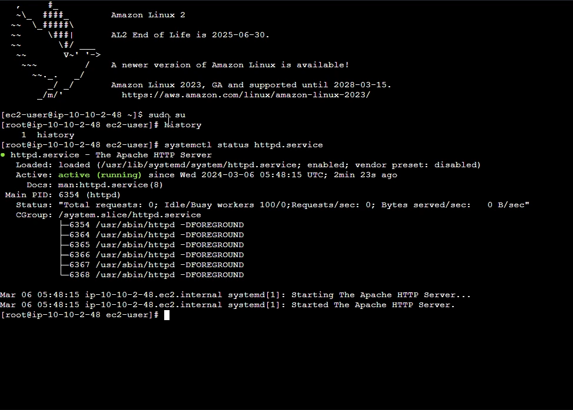 Amazon Linux 2
AL2 End of Life is 2025-06-30.
A newer version of Amazon Linux is available!
Amazon Linux 2023, GA and supported until 2028-03-15.
https://aws.amazon.com/linux/amazon-linux-2023/
[ec2-user@ip-10-10-2-48 ~]$ sudo su
[root@ip-10-10-2-48 ec2-user]# history
1 history
[root@ip-10-10-2-48 ec2-user]# systemctl status httpd.service
● httpd.service - The Apache HTTP Server
Loaded: loaded (/usr/lib/systemd/system/httpd.service; enabled; vendor preset: disabled)
Active: active (running) since Wed 2024-03-06 05:48:15 UTC; 2min 23s ago
Docs: man:httpd.service(8)
Main PID: 6354 (httpd)
Status: "Total requests: 0; Idle/Busy workers 100/0;Requests/sec: 0; Bytes served/sec:   0 B/sec"
CGroup: /system.slice/httpd.service
├─6354 /usr/sbin/httpd -DFOREGROUND
├─6364 /usr/sbin/httpd -DFOREGROUND
├─6365 /usr/sbin/httpd -DFOREGROUND
├─6366 /usr/sbin/httpd -DFOREGROUND
├─6367 /usr/sbin/httpd -DFOREGROUND
└─6368 /usr/sbin/httpd -DFOREGROUND
Mar 06 05:48:15 ip-10-10-2-48.ec2.internal systemd[1]: Starting The Apache HTTP Server...
Mar 06 05:48:15 ip-10-10-2-48.ec2.internal systemd[1]: Started The Apache HTTP Server.
[root@ip-10-10-2-48 ec2-user]#